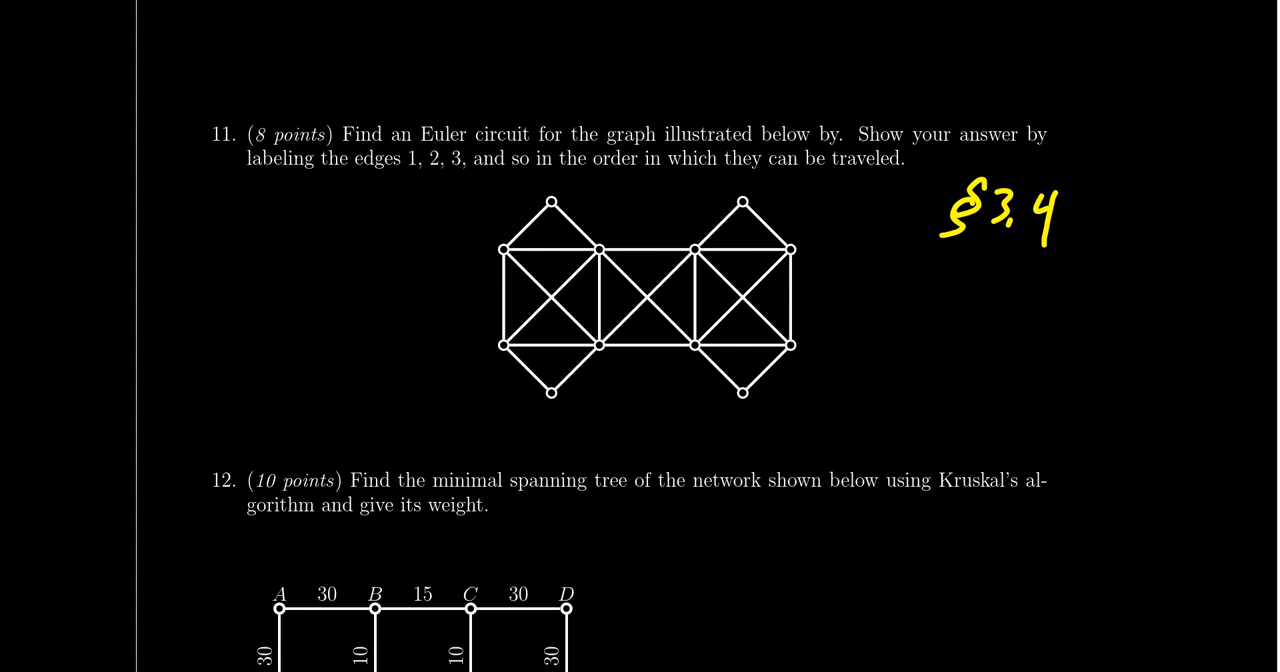 11. (8 points) Find an Euler circuit for the graph illustrated below by. Show your answer by
labeling the edges 1, 2, 3, and so in the order in which they can be traveled.
§3.4
12. (10 points) Find the minimal spanning tree of the network shown below using Kruskal's al-
gorithm and give its weight.
A 30 B 15 C 30 D
30 10 10 30